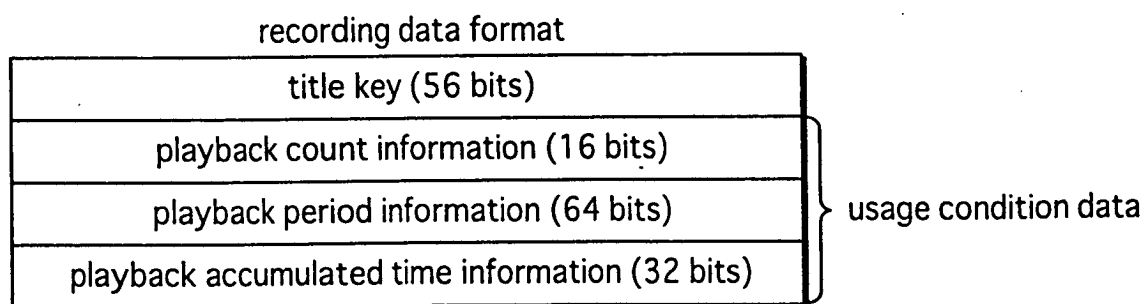 recording data format
title key (56 bits)
playback count information (16 bits)
playback period information (64 bits)
usage condition data
playback accumulated time information (32 bits)